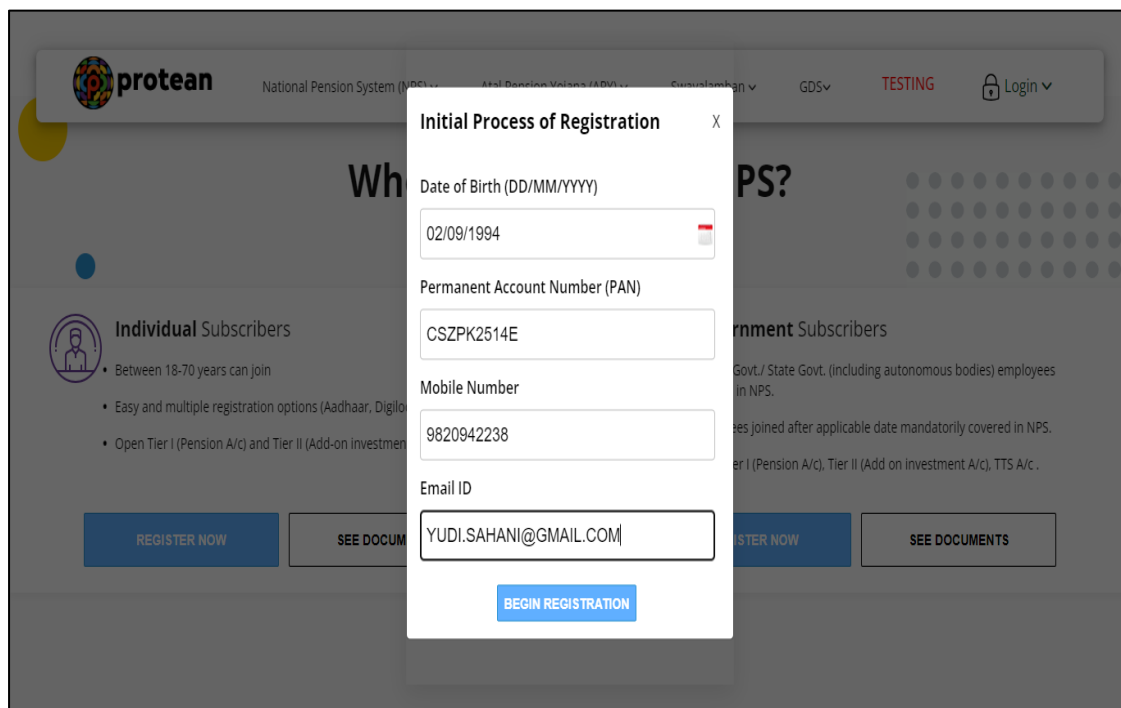 protean
National Pension System (NPS)
Atal Pension Yojana (APY)
Swavalamban
GDS
TESTING
Login
Initial Process of Registration X
Wh
PS?
Date of Birth (DD/MM/YYYY)
02/09/1994
Permanent Account Number (PAN)
CSZPK2514E
Mobile Number
9820942238
Email ID
YUDI.SAHANI@GMAIL.COM
BEGIN REGISTRATION
Individual Subscribers
Between 18-70 years can join
Easy and multiple registration options (Aadhaar, Digilo
Open Tier I (Pension A/c) and Tier II (Add-on investmen
REGISTER NOW
SEE DOCUM
rnment Subscribers
Govt./ State Govt. (including autonomous bodies) employees
in NPS.
ees joined after applicable date mandatorily covered in NPS.
er I (Pension A/c), Tier II (Add on investment A/c), TTS A/c .
ISTER NOW
SEE DOCUMENTS